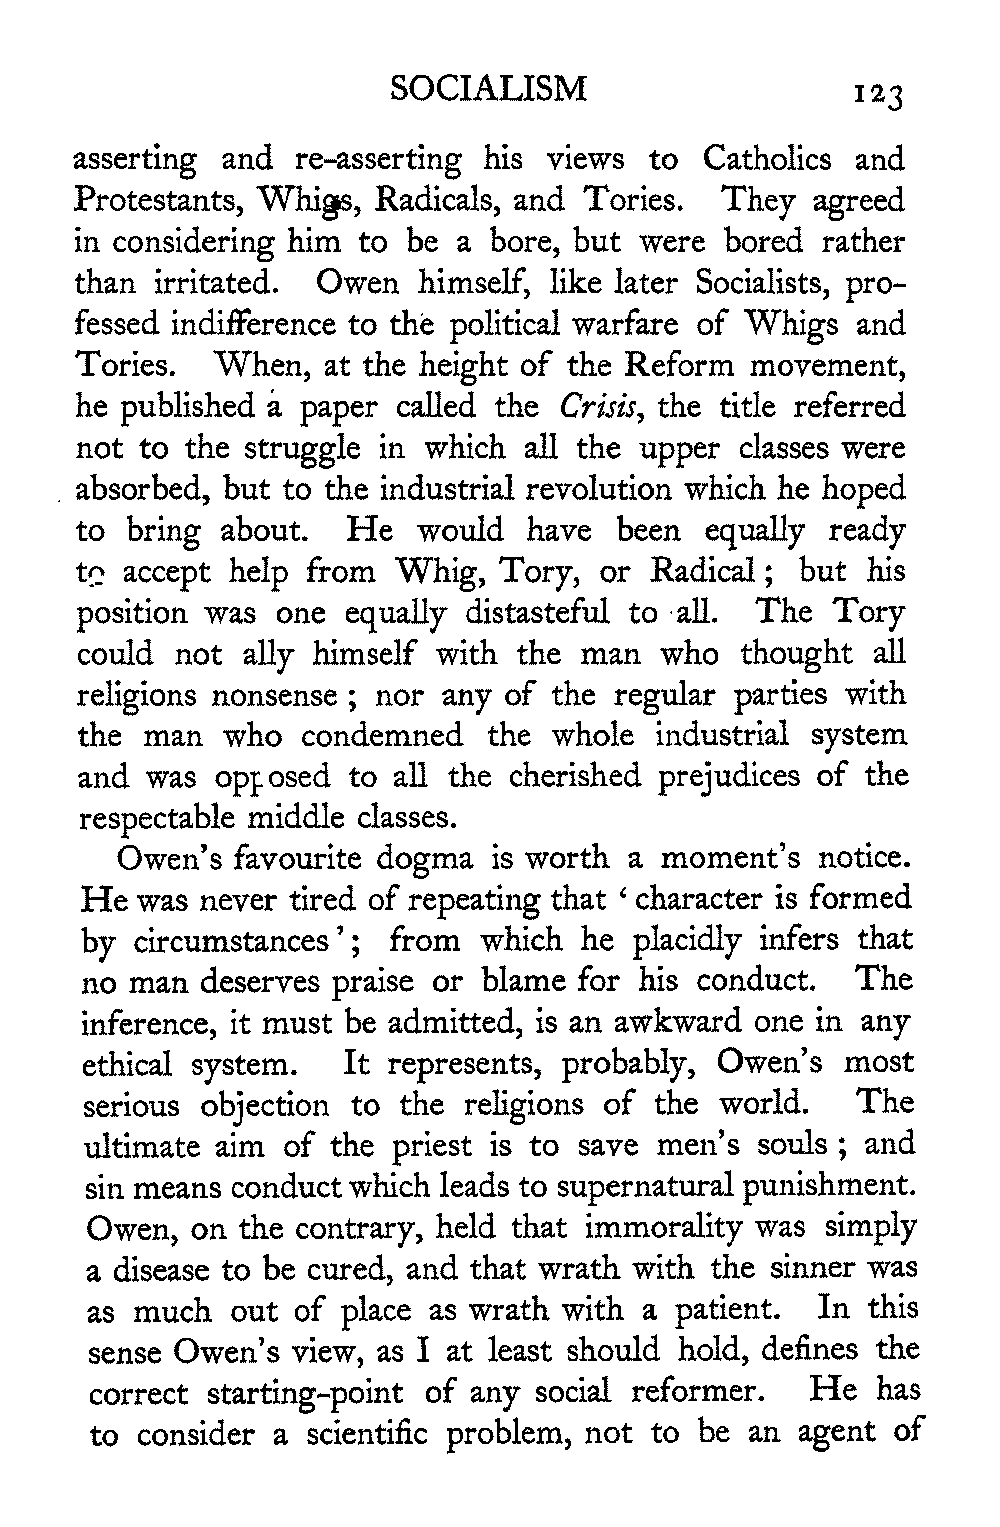 SOCIALISM 123
asserting and re-asserting his views to Catholics and
Protestants, Whigs, Radicals, and Tories. They agreed
in considering him to be a bore, but were bored rather
than irritated. Owen himself, like later Socialists, pro-
fessed indifference to the political warfare of Whigs and
Tories. When, at the height of the Reform movement,
he published a paper called the Crisis, the title referred
not to the struggle in which all the upper classes were
absorbed, but to the industrial revolution which he hoped
to bring about. He would have been equally ready
to accept help from Whig, Tory, or Radical ; but his
position was one equally distasteful to all. The Tory
could not ally himself with the man who thought all
religions nonsense ; nor any of the regular parties with
the man who condemned the whole industrial system
and was opposed to all the cherished prejudices of the
respectable middle classes.
Owen's favourite dogma is worth a moment's notice.
He was never tired of repeating that ‘ character is formed
by circumstances ’ ; from which he placidly infers that
no man deserves praise or blame for his conduct. The
inference, it must be admitted, is an awkward one in any
ethical system. It represents, probably, Owen's most
serious objection to the religions of the world. The
ultimate aim of the priest is to save men's souls ; and
sin means conduct which leads to supernatural punishment.
Owen, on the contrary, held that immorality was simply
a disease to be cured, and that wrath with the sinner was
as much out of place as wrath with a patient. In this
sense Owen's view, as I at least should hold, defines the
correct starting-point of any social reformer. He has
to consider a scientific problem, not to be an agent of